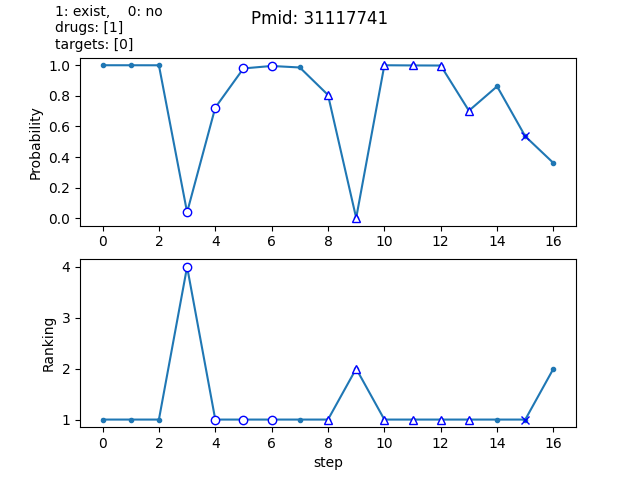 1: exist,    0: no
drugs: [1]
targets: [0]
Pmid: 31117741
Probability
1.0
0.8
0.6
0.4
0.2
0.0
0 2 4 6 8 10 12 14 16
Ranking
4
3
2
1
0 2 4 6 8 10 12 14 16
step